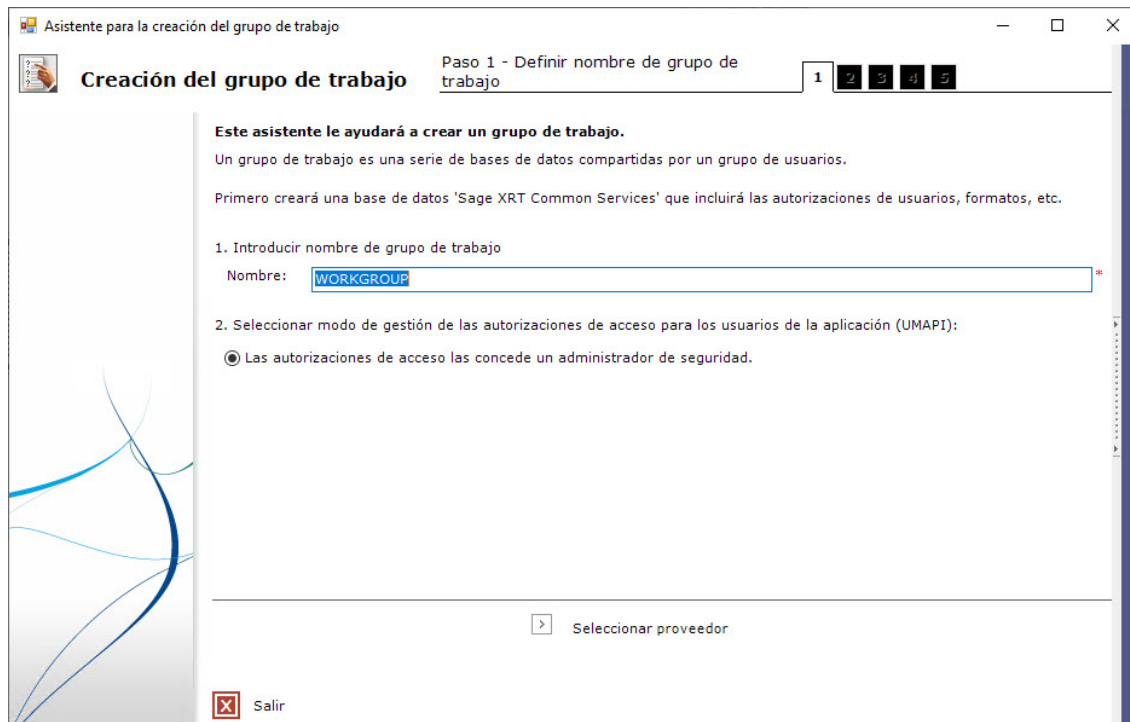 Asistente para la creación del grupo de trabajo
Creación del grupo de trabajo
Paso 1 - Definir nombre de grupo de
trabajo
1 2 3 4 5
Este asistente le ayudará a crear un grupo de trabajo.
Un grupo de trabajo es una serie de bases de datos compartidas por un grupo de usuarios.
Primero creará una base de datos 'Sage XRT Common Services' que incluirá las autorizaciones de usuarios, formatos, etc.
1. Introducir nombre de grupo de trabajo
Nombre: WORKGROUP *
2. Seleccionar modo de gestión de las autorizaciones de acceso para los usuarios de la aplicación (UMAPI):
Las autorizaciones de acceso las concede un administrador de seguridad.
Seleccionar proveedor
Salir